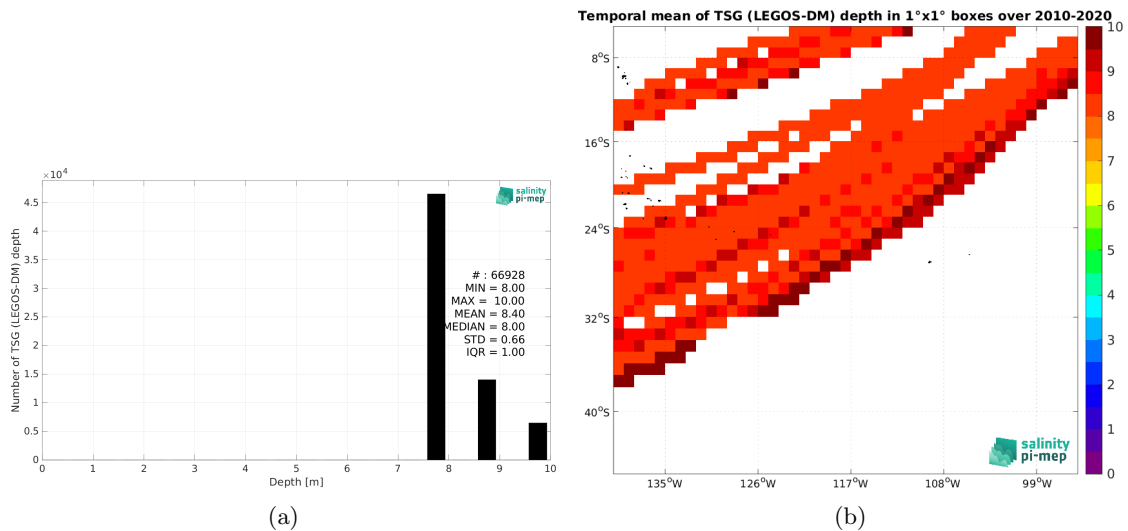 Temporal mean of TSG (LEGOS-DM) depth in 1°x1° boxes over 2010-2020
×10⁴
4.5
4
3.5
3
2.5
2
1.5
1
0.5
0
Number of TSG (LEGOS-DM) depth
0 1 2 3 4 5 6 7 8 9 10
Depth [m]
salinity
pi-mep
# : 66928
MIN = 8.00
MAX = 10.00
MEAN = 8.40
MEDIAN = 8.00
STD = 0.66
IQR = 1.00
(a)
8°S
16°S
24°S
32°S
40°S
135°W 126°W 117°W 108°W 99°W
salinity
pi-mep
10
9
8
7
6
5
4
3
2
1
0
(b)